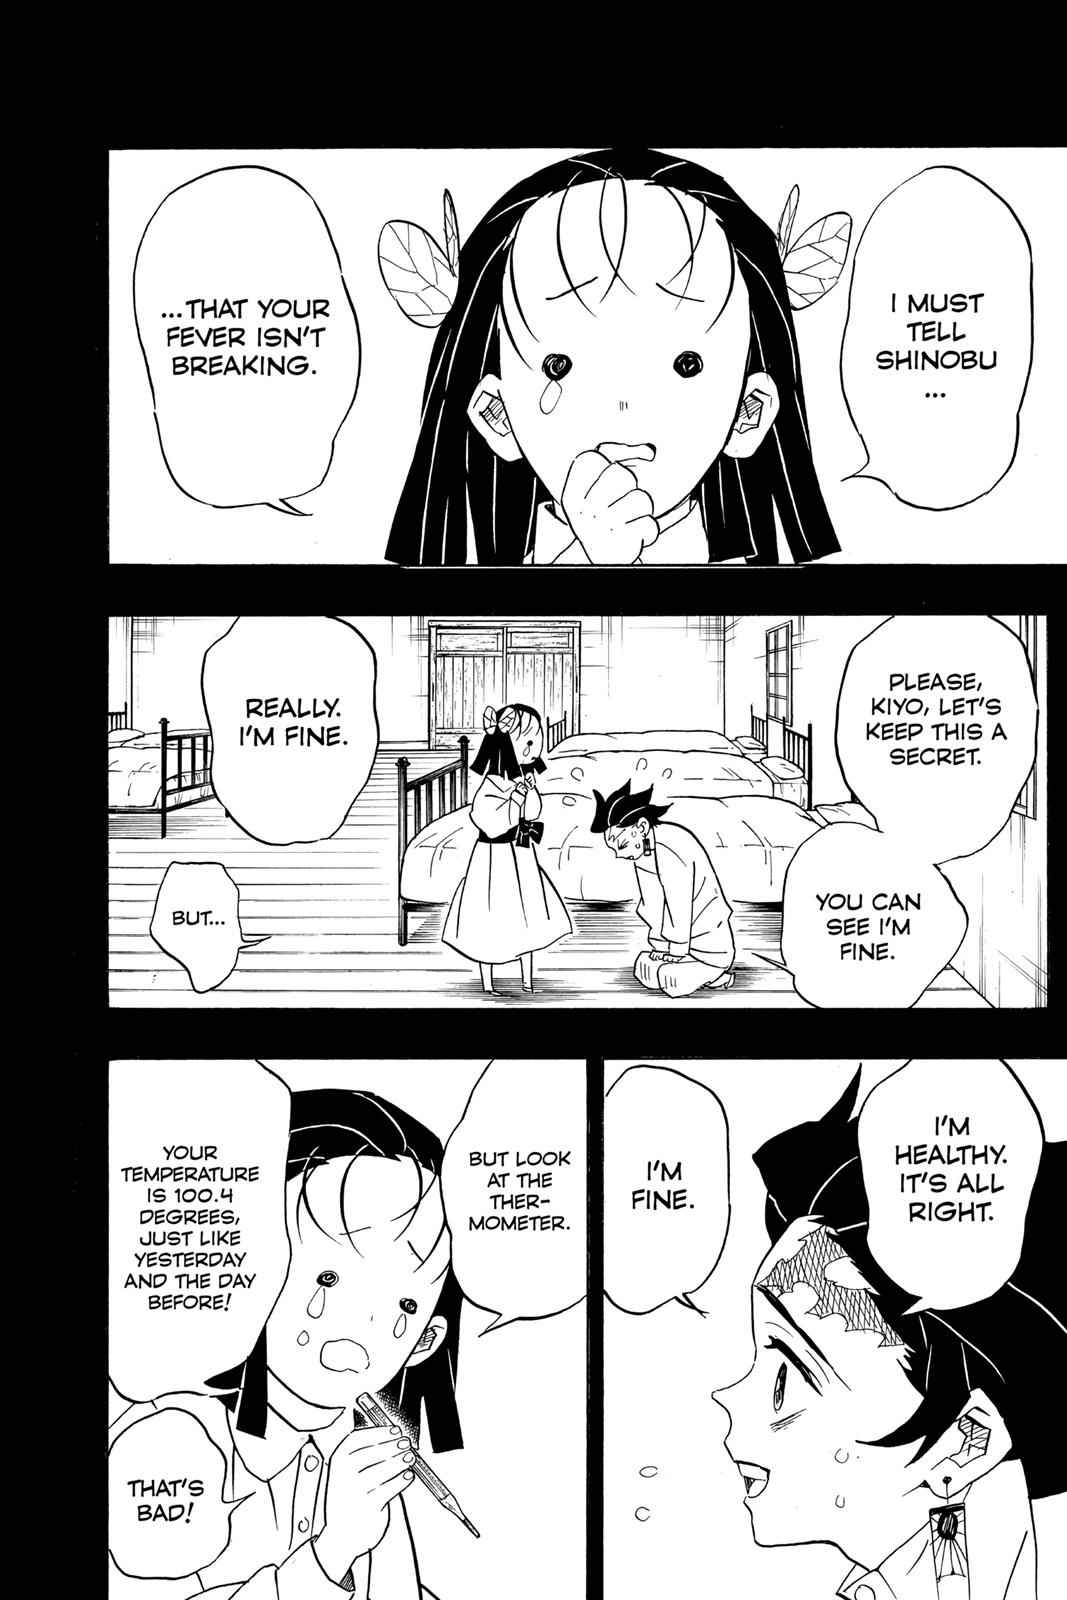 I MUST
TELL
SHINOBU
...
...THAT YOUR
FEVER ISN'T
BREAKING.
PLEASE,
KIYO, LET'S
KEEP THIS A
SECRET.
YOU CAN
SEE I'M
FINE.
REALLY.
I'M FINE.
BUT...
I'M
HEALTHY.
IT'S ALL
RIGHT.
I'M
FINE.
BUT LOOK
AT THE
THER-
MOMETER.
YOUR
TEMPERATURE
IS 100.4
DEGREES,
JUST LIKE
YESTERDAY
AND THE DAY
BEFORE!
THAT'S
BAD!